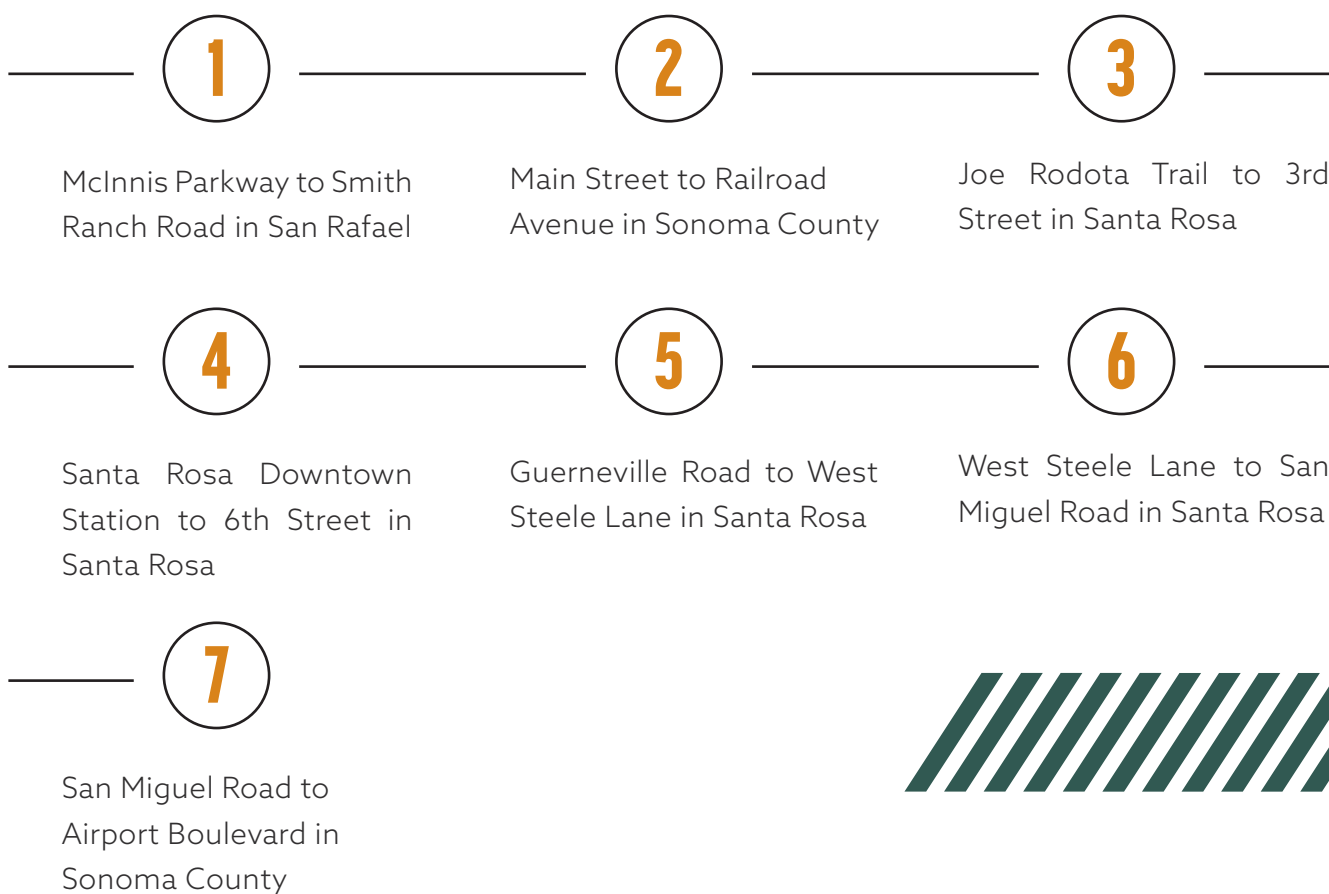 1
McInnis Parkway to Smith
Ranch Road in San Rafael
2
Main Street to Railroad
Avenue in Sonoma County
3
Joe Rodota Trail to 3rd
Street in Santa Rosa
4
Santa Rosa Downtown
Station to 6th Street in
Santa Rosa
5
Guerneville Road to West
Steele Lane in Santa Rosa
6
West Steele Lane to San
Miguel Road in Santa Rosa
7
San Miguel Road to
Airport Boulevard in
Sonoma County